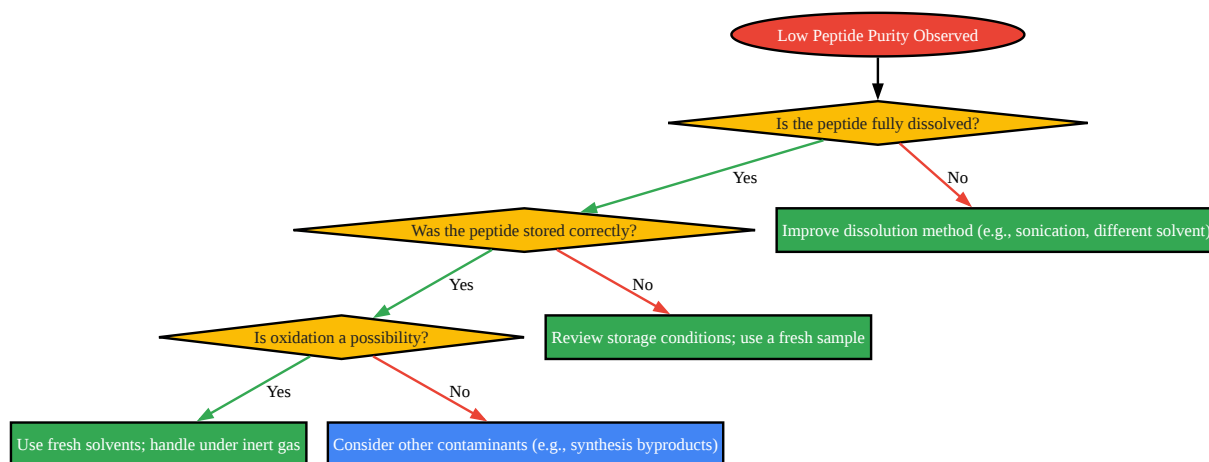 Low Peptide Purity Observed
Is the peptide fully dissolved?
Yes
No
Was the peptide stored correctly?
Improve dissolution method (e.g., sonication, different solvent)
Yes
No
Is oxidation a possibility?
Review storage conditions; use a fresh sample
Yes
No
Use fresh solvents; handle under inert gas
Consider other contaminants (e.g., synthesis byproducts)